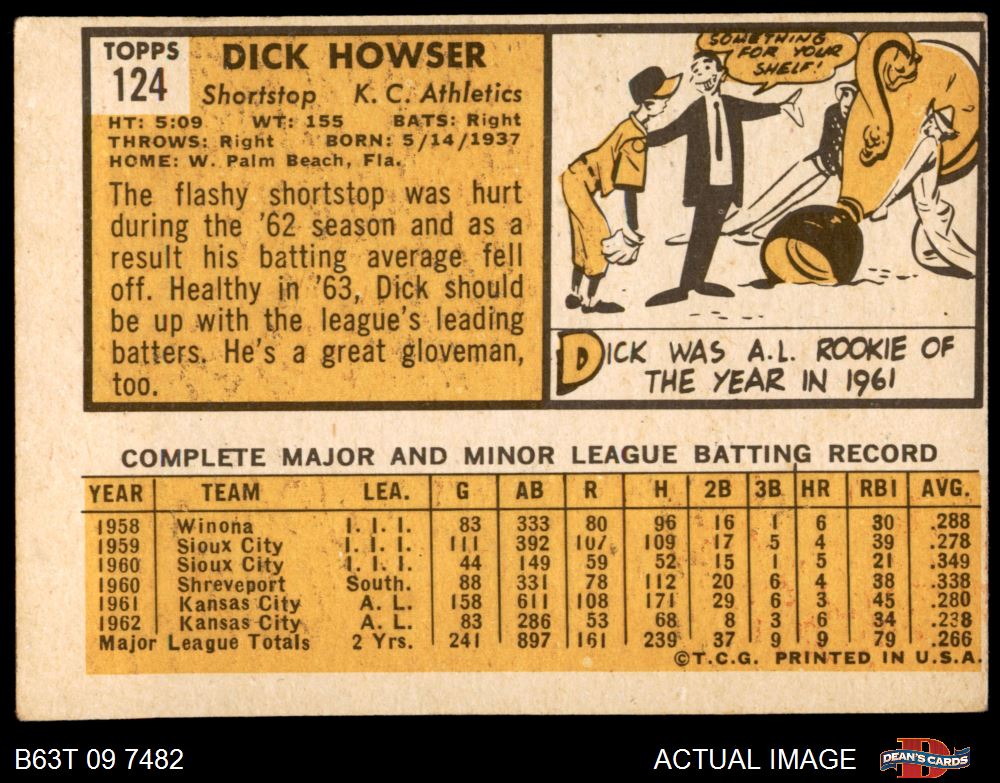 TOPPS
124
DICK HOWSER
Shortstop K. C. Athletics
HT: 5:09 WT: 155 BATS: Right
THROWS: Right BORN: 5/14/1937
HOME: W. Palm Beach, Fla.
The flashy shortstop was hurt
during the '62 season and as a
result his batting average fell
off. Healthy in '63, Dick should
be up with the league's leading
batters. He's a great gloveman,
too.
SOMETHING
FOR YOUR
SHELF!
DICK WAS A.L. ROOKIE OF
THE YEAR IN 1961
COMPLETE MAJOR AND MINOR LEAGUE BATTING RECORD
YEAR TEAM LEA. G AB R H 2B 3B HR RBI AVG.
1958 Winona I. I. I. 83 333 80 96 16 1 6 30 .288
1959 Sioux City I. I. I. 111 392 107 109 17 5 4 39 .278
1960 Sioux City I. I. I. 44 149 59 52 15 1 5 21 .349
1960 Shreveport South. 88 331 78 112 20 6 4 38 .338
1961 Kansas City A. L. 158 611 108 171 29 6 3 45 .280
1962 Kansas City A. L. 83 286 53 68 8 3 6 34 .238
Major League Totals 2 Yrs. 241 897 161 239 37 9 9 79 .266
©T.C.G. PRINTED IN U.S.A.
B63T 09 7482
ACTUAL IMAGE
DEAN'S CARDS